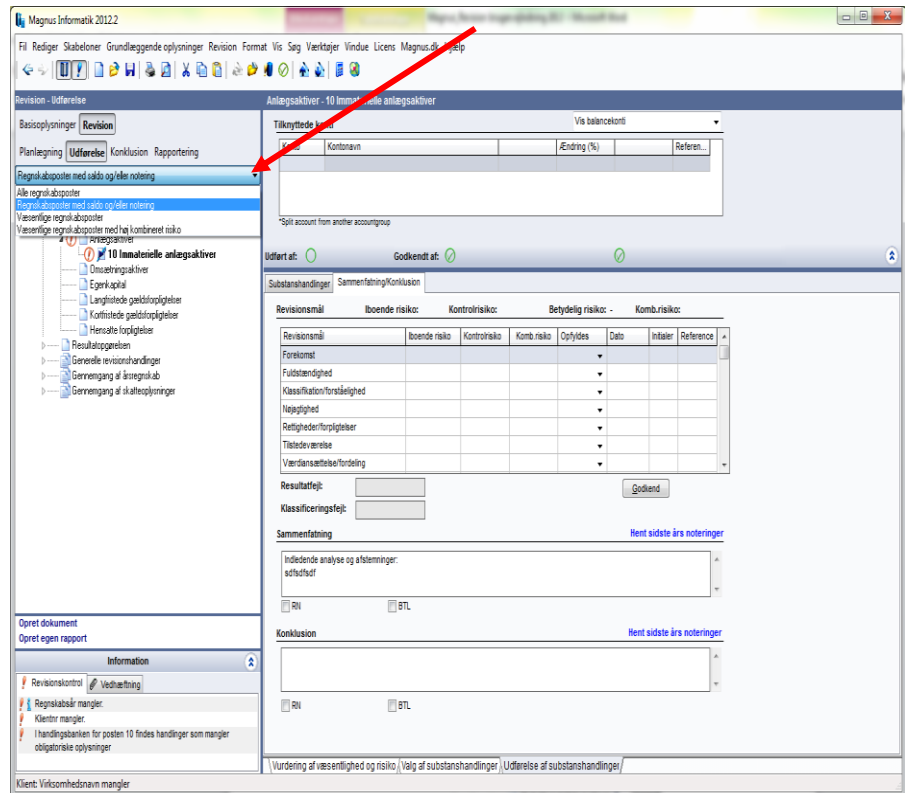 Magnus Informatik 2012.2
Fil Rediger Skabeloner Grundlæggende oplysninger Revision Format Vis Søg Værktøjer Vindue Licens Magnus.dk Hjælp
Revision - Udførelse
Basisoplysninger Revision
Planlægning Udførelse Konklusion Rapportering
Regnskabsposter med saldo og/eller notering
Alle regnskabsposter
Regnskabsposter med saldo og/eller notering
Væsentlige regnskabsposter
Væsentlige regnskabsposter med høj kombineret risiko
Anlægsaktiver
10 Immaterielle anlægsaktiver
Omsætningsaktiver
Egenkapital
Langfristede gældsforpligtelser
Kortfristede gældsforpligtelser
Hensatte forpligtelser
Resultatopgørelsen
Generelle revisionshandlinger
Gennemgang af årsregnskab
Gennemgang af skatteoplysninger
Opret dokument
Opret egen rapport
Information
Revisionskontrol Vedhæftning
Regnskabsår mangler.
Klientnr mangler.
I handlingsbanken for posten 10 findes handlinger som mangler
obligatoriske oplysninger
Anlægsaktiver - 10 Immaterielle anlægsaktiver
Tilknyttede konti Vis balancekonti
Konto Kontonavn Ændring (%) Referen...
*Split account from another accountgroup
Udført af: Godkendt af:
Substanshandlinger Sammenfatning/Konklusion
Revisionsmål Iboende risiko: Kontrolrisiko: Betydelig risiko: - Komb.risiko:
Revisionsmål Iboende risiko Kontrolrisiko Komb.risiko Opfyldes Dato Initialer Reference
Forekomst
Fuldstændighed
Klassifikation/forståelighed
Nøjagtighed
Rettigheder/forpligtelser
Tilstedeværelse
Værdiansættelse/fordeling
Resultatfejl:
Godkend
Klassificeringsfejl:
Sammenfatning Hent sidste års noteringer
Indledende analyse og afstemninger:
sdfsdfsdf
RN BTL
Konklusion Hent sidste års noteringer
RN BTL
Vurdering af væsentlighed og risiko Valg af substanshandlinger Udførelse af substanshandlinger
Klient: Virksomhedsnavn mangler